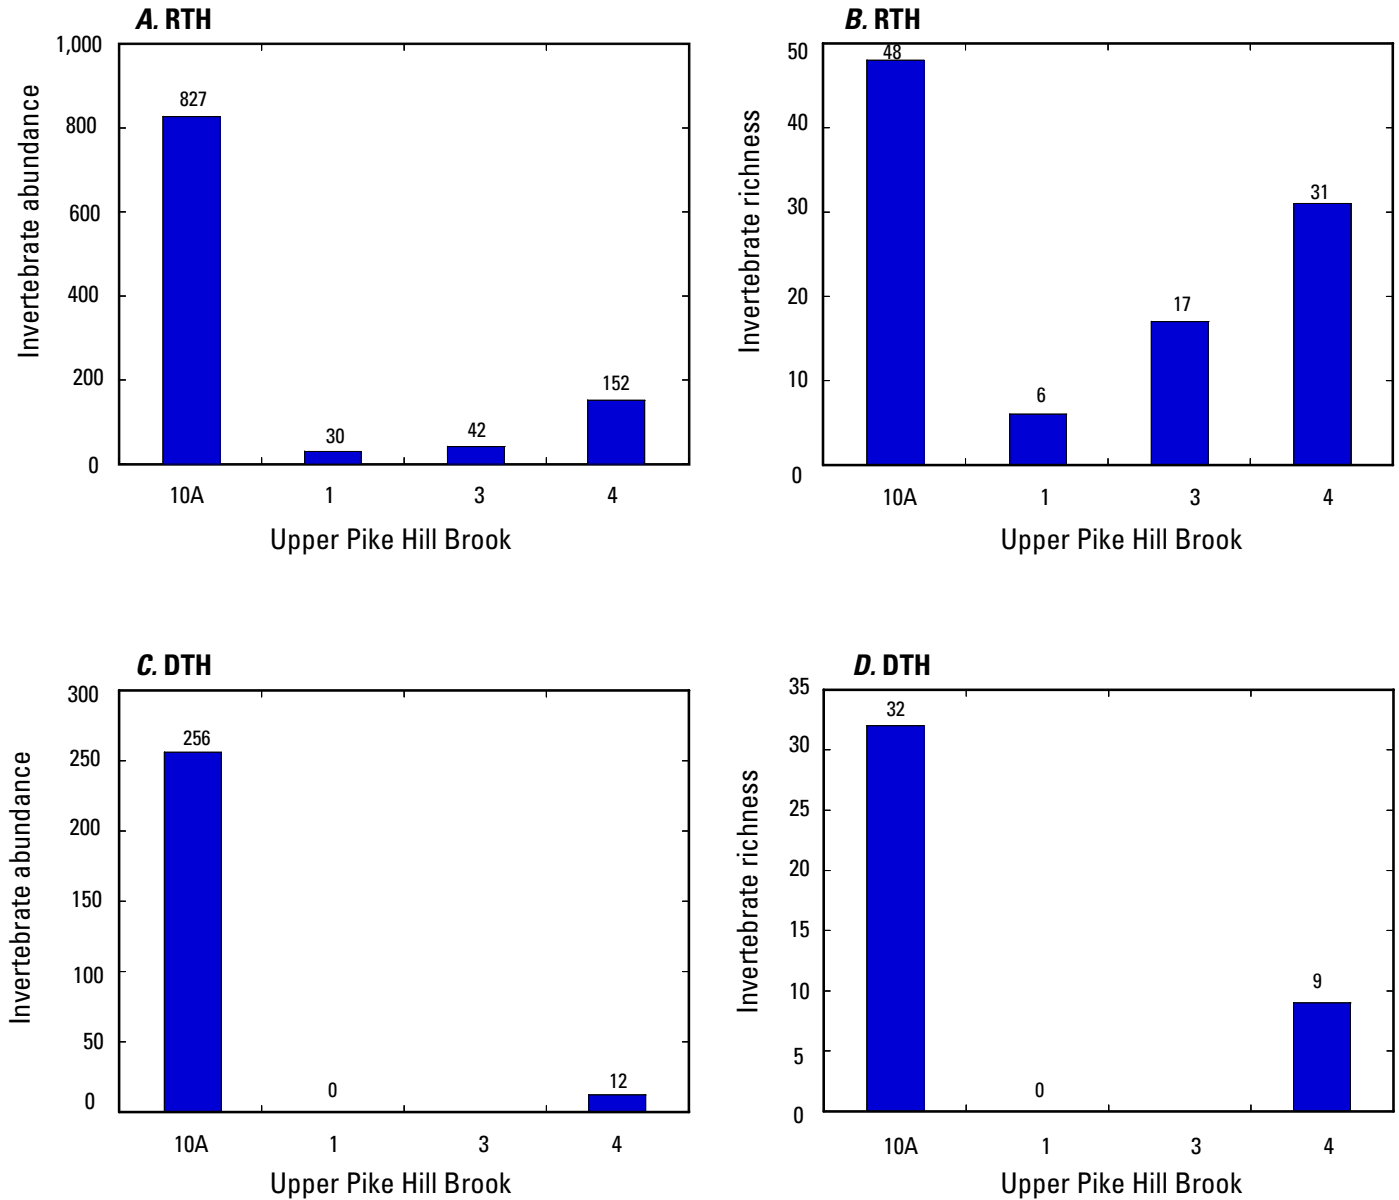 A. RTH
1,000
800
600
400
200
0
Invertebrate abundance
827
30
42
152
10A 1 3 4
Upper Pike Hill Brook
B. RTH
50
40
30
20
10
0
Invertebrate richness
48
6
17
31
10A 1 3 4
Upper Pike Hill Brook
C. DTH
300
250
200
150
100
50
0
Invertebrate abundance
256
0
12
10A 1 3 4
Upper Pike Hill Brook
D. DTH
35
30
25
20
15
10
5
0
Invertebrate richness
32
0
9
10A 1 3 4
Upper Pike Hill Brook